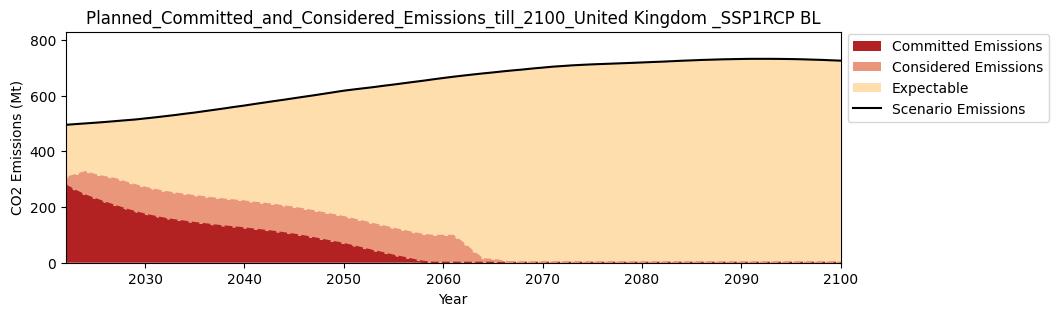 Planned_Committed_and_Considered_Emissions_till_2100_United Kingdom _SSP1RCP BL
CO2 Emissions (Mt)
800
600
400
200
0
2030 2040 2050 2060 2070 2080 2090 2100
Year
Committed Emissions
Considered Emissions
Expectable
Scenario Emissions